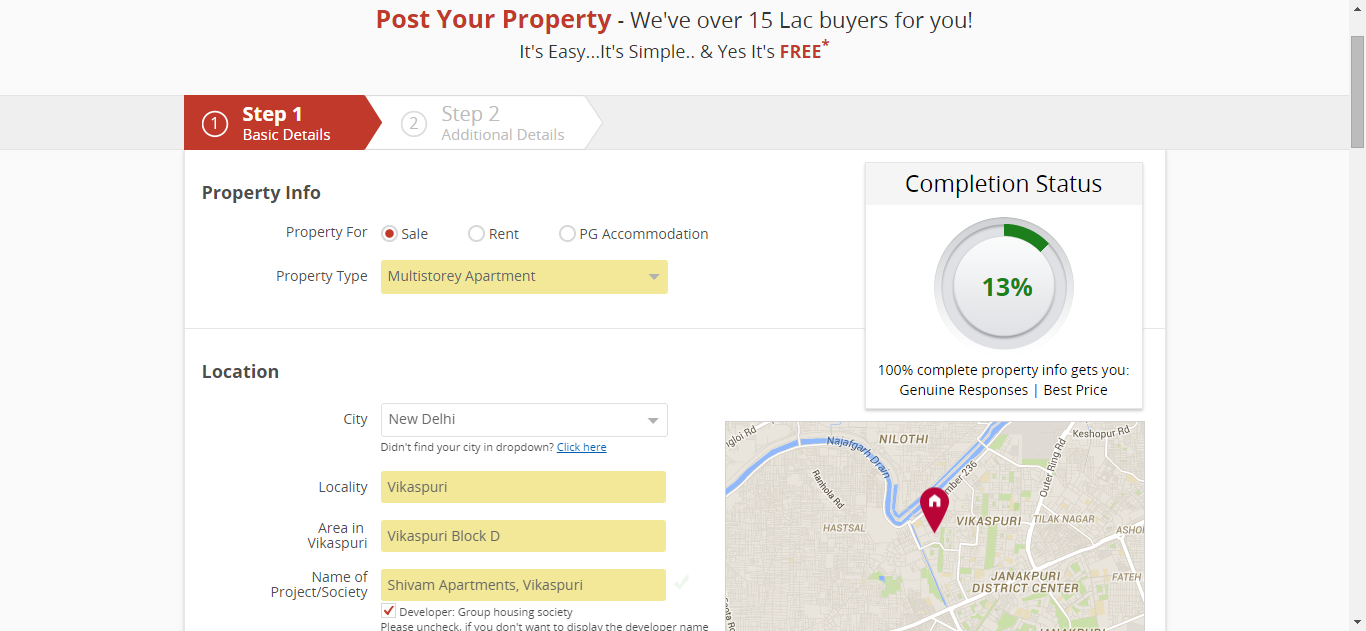 Post Your Property - We've over 15 Lac buyers for you!
It's Easy...It's Simple.. & Yes It's FREE*
1 Step 1
Basic Details
2 Step 2
Additional Details
Property Info
Property For Sale Rent PG Accommodation
Property Type Multistorey Apartment
Completion Status
13%
100% complete property info gets you:
Genuine Responses | Best Price
Location
City New Delhi
Didn't find your city in dropdown? Click here
Locality Vikaspuri
Area in
Vikaspuri
Vikaspuri Block D
Name of
Project/Society
Shivam Apartments, Vikaspuri
Developer: Group housing society
Please uncheck, if you don't want to display the developer name
ngloi Rd
Najafgarh Drain
NILOTHI
Keshopur Rd
Outer Ring Rd
Ranhola Rd
mber 236
HASTSAL
VIKASPURI
TILAK NAGAR
ASHO
JANAKPURI
DISTRICT CENTER
FATEH
JANAKPURI